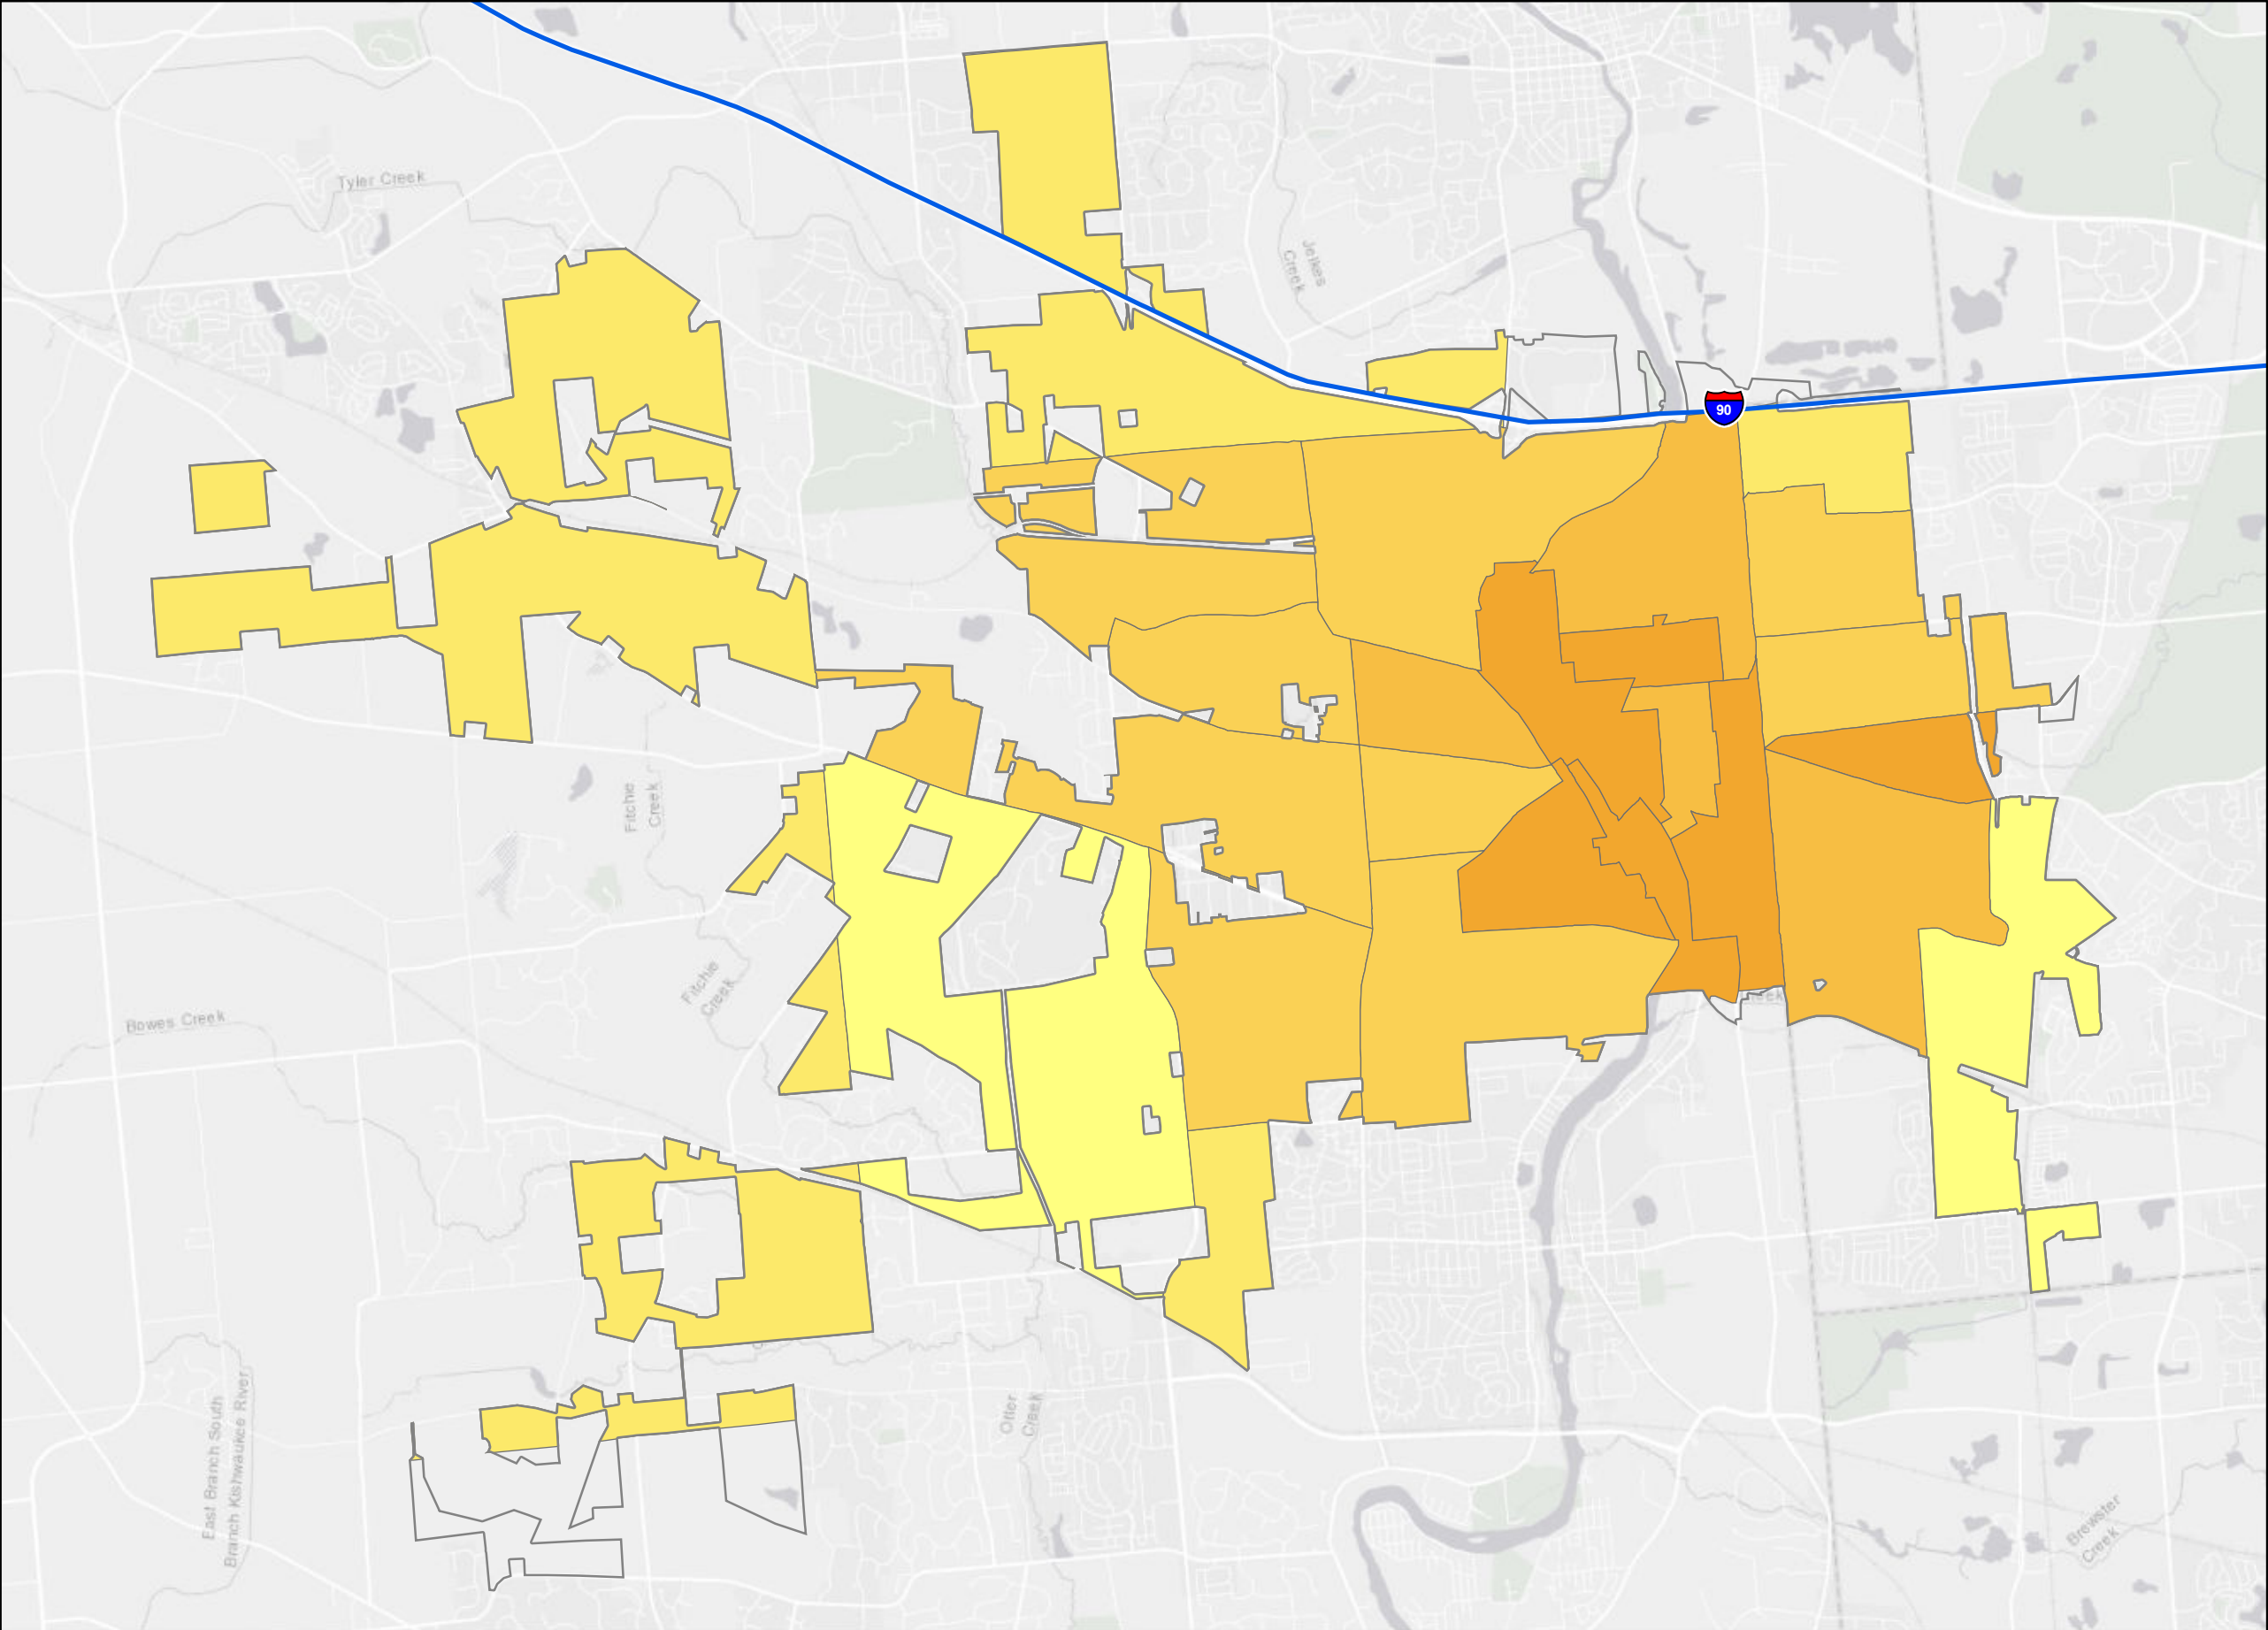 Tyler Creek
Jelkes
Creek
90
Fitchie
Creek
Fitchie
Creek
Bowes Creek
Creek
East Branch South
Branch Kishwaukee River
Otter
Creek
Brewster
Creek